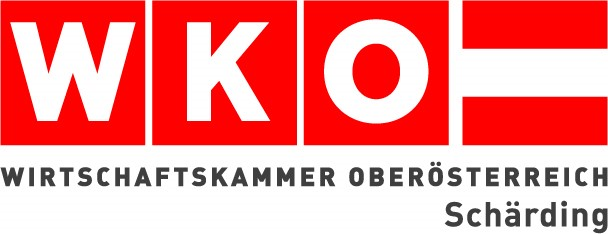 WKO
WIRTSCHAFTSKAMMER OBERÖSTERREICH
Schärding